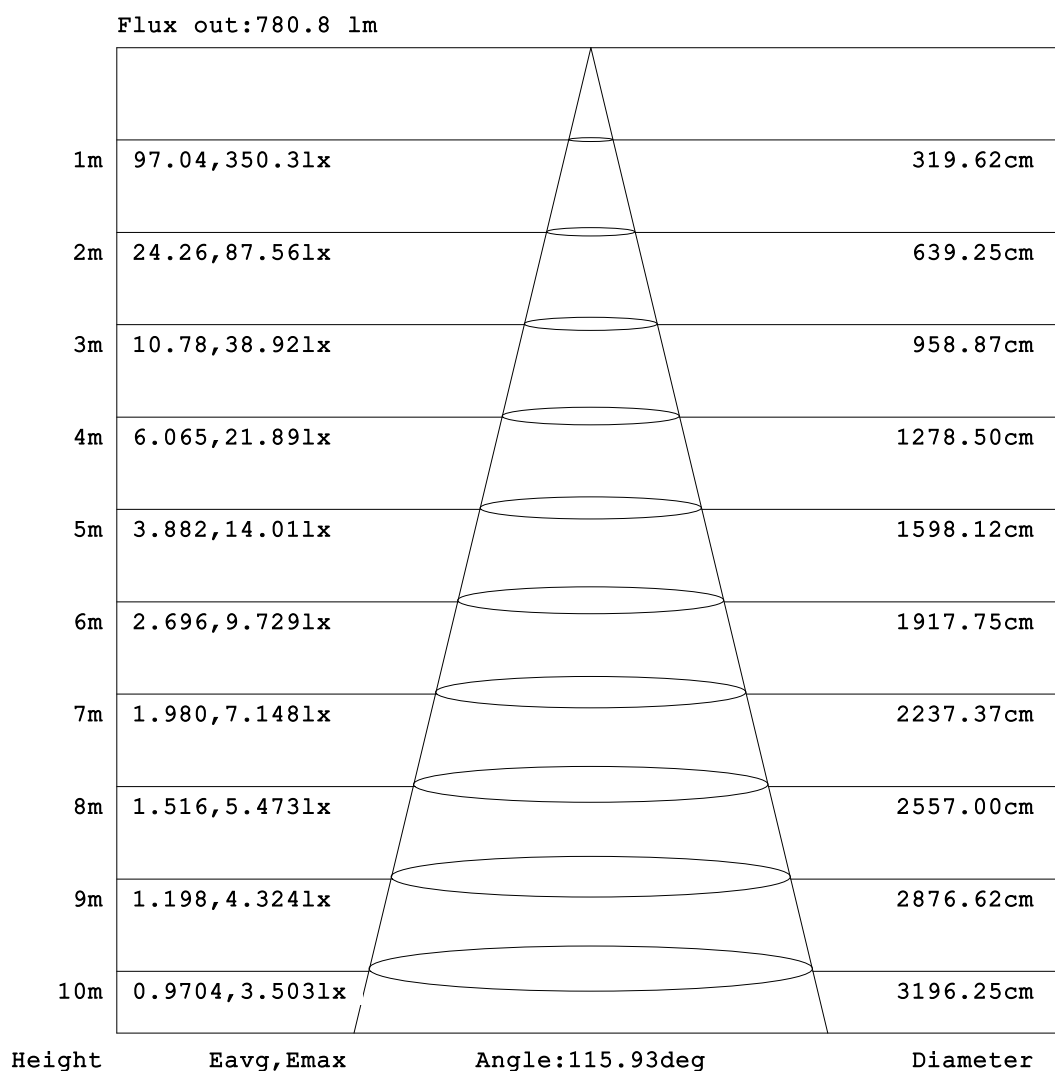 Flux out:780.8 lm
1m 97.04,350.3lx 319.62cm
2m 24.26,87.56lx 639.25cm
3m 10.78,38.92lx 958.87cm
4m 6.065,21.89lx 1278.50cm
5m 3.882,14.01lx 1598.12cm
6m 2.696,9.729lx 1917.75cm
7m 1.980,7.148lx 2237.37cm
8m 1.516,5.473lx 2557.00cm
9m 1.198,4.324lx 2876.62cm
10m 0.9704,3.503lx 3196.25cm
Height Eavg,Emax Angle:115.93deg Diameter